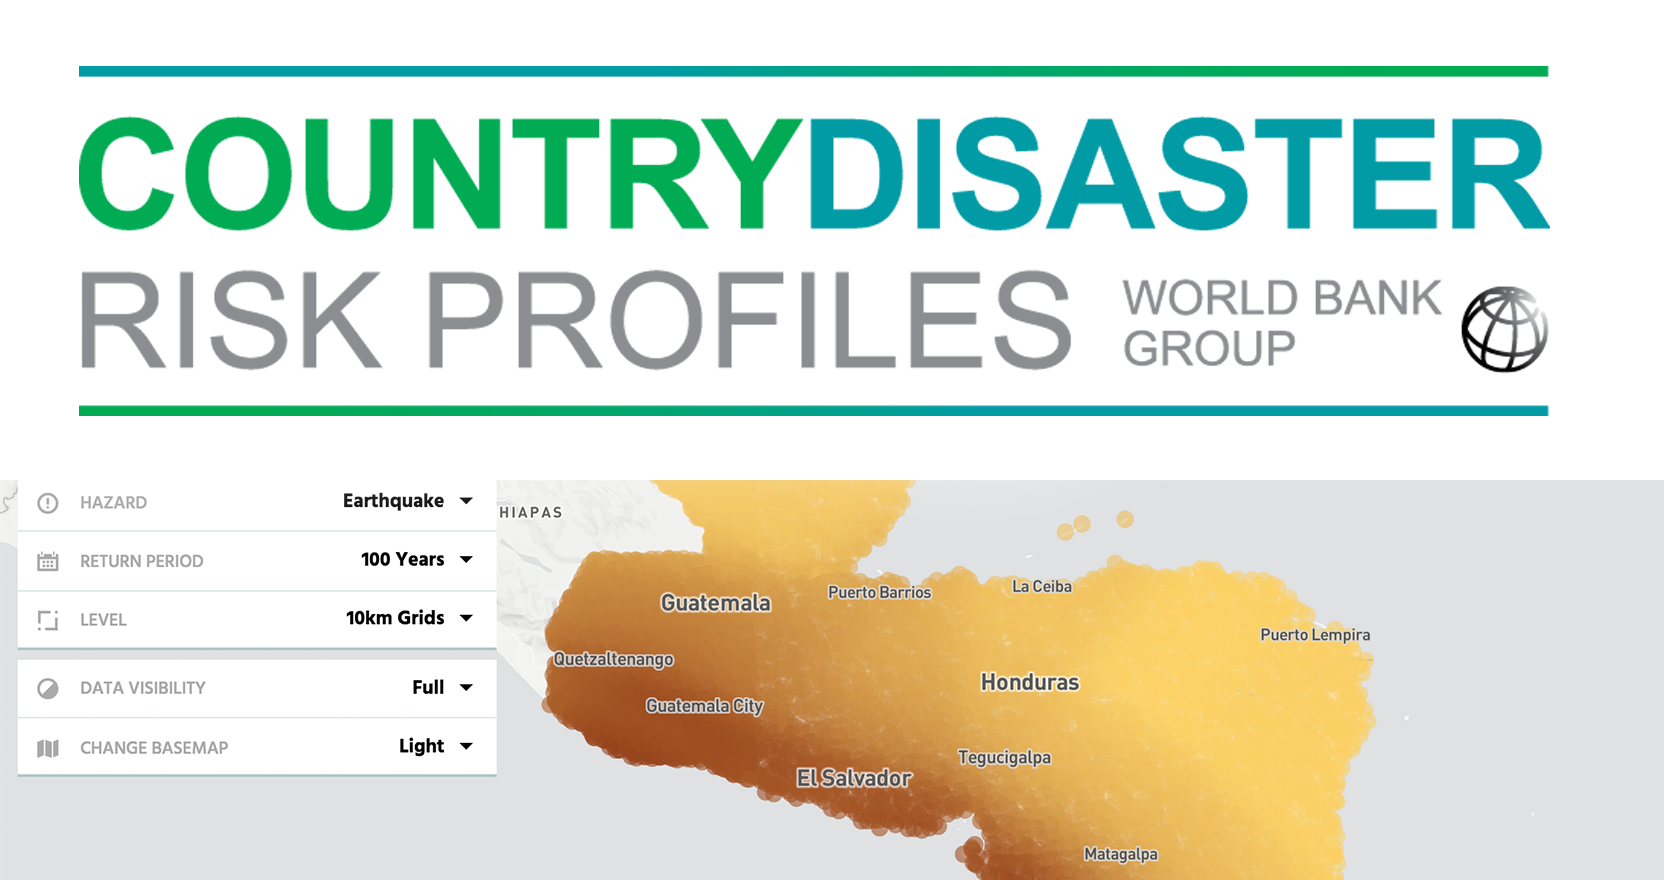 COUNTRYDISASTER
RISK PROFILES
WORLD BANK
GROUP
HAZARD Earthquake
RETURN PERIOD 100 Years
LEVEL 10km Grids
DATA VISIBILITY Full
CHANGE BASEMAP Light
HIAPAS
Guatemala
Puerto Barrios
La Ceiba
Puerto Lempira
Quetzaltenango
Honduras
Guatemala City
Tegucigalpa
El Salvador
Matagalpa